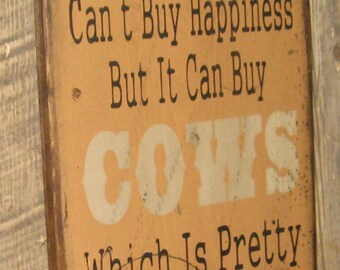 Can't Buy Happiness
But It Can Buy
COWS
Which Is Pretty